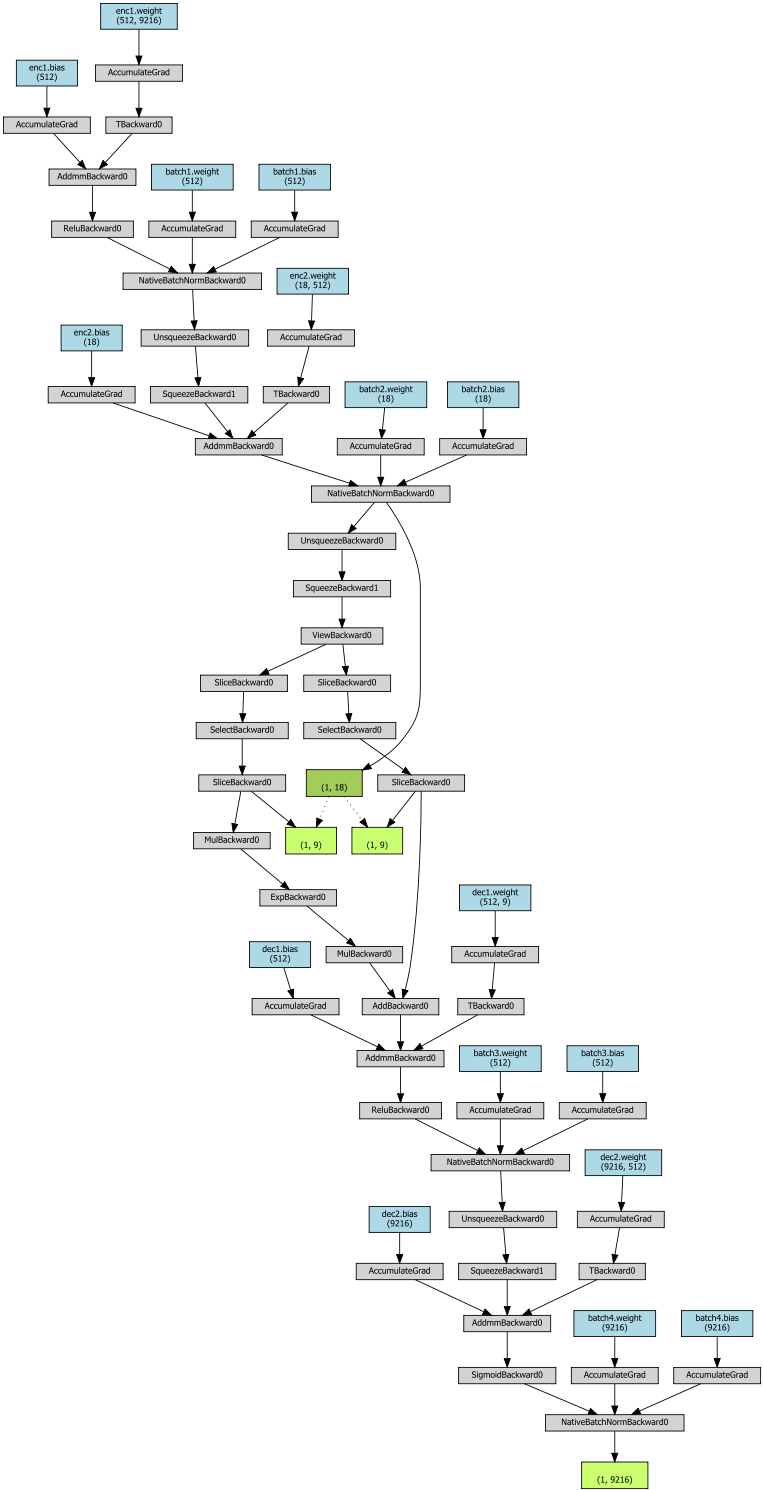 enc1.weight
(512, 9216)
enc1.bias
(512)
AccumulateGrad
AccumulateGrad
TBackward0
AddmmBackward0
batch1.weight
(512)
batch1.bias
(512)
ReluBackward0
AccumulateGrad
AccumulateGrad
NativeBatchNormBackward0
enc2.weight
(18, 512)
enc2.bias
(18)
UnsqueezeBackward0
AccumulateGrad
AccumulateGrad
SqueezeBackward1
TBackward0
batch2.weight
(18)
batch2.bias
(18)
AddmmBackward0
AccumulateGrad
AccumulateGrad
NativeBatchNormBackward0
UnsqueezeBackward0
SqueezeBackward1
ViewBackward0
SliceBackward0
SliceBackward0
SelectBackward0
SelectBackward0
SliceBackward0
(1, 18)
SliceBackward0
MulBackward0
(1, 9)
(1, 9)
ExpBackward0
dec1.weight
(512, 9)
dec1.bias
(512)
MulBackward0
AccumulateGrad
AccumulateGrad
AddBackward0
TBackward0
AddmmBackward0
batch3.weight
(512)
batch3.bias
(512)
ReluBackward0
AccumulateGrad
AccumulateGrad
NativeBatchNormBackward0
dec2.weight
(9216, 512)
dec2.bias
(9216)
UnsqueezeBackward0
AccumulateGrad
AccumulateGrad
SqueezeBackward1
TBackward0
AddmmBackward0
batch4.weight
(9216)
batch4.bias
(9216)
SigmoidBackward0
AccumulateGrad
AccumulateGrad
NativeBatchNormBackward0
(1, 9216)